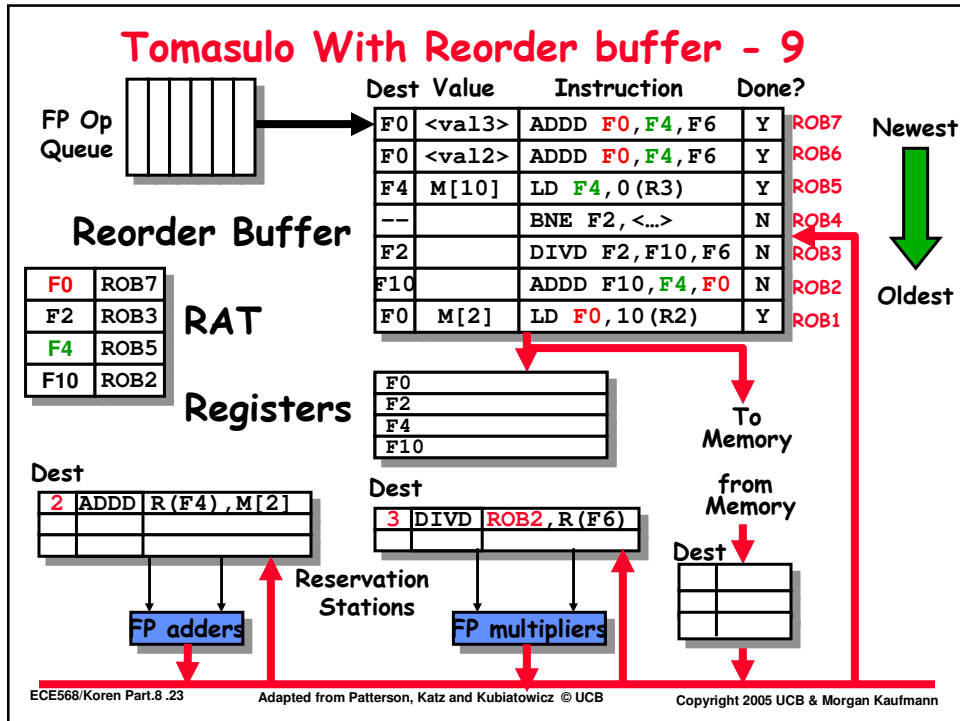 Tomasulo With Reorder buffer - 9
Dest Value Instruction Done?
FP Op Queue
F0 <val3> ADDD F0,F4,F6 Y ROB7
F0 <val2> ADDD F0,F4,F6 Y ROB6
F4 M[10] LD F4,0(R3) Y ROB5
-- BNE F2,<…> N ROB4
F2 DIVD F2,F10,F6 N ROB3
F10 ADDD F10,F4,F0 N ROB2
F0 M[2] LD F0,10(R2) Y ROB1
Newest
Oldest
Reorder Buffer
F0 ROB7
F2 ROB3
F4 ROB5
F10 ROB2
RAT
Registers
F0
F2
F4
F10
To
Memory
from
Memory
Dest
2 ADDD R(F4),M[2]
Dest
3 DIVD ROB2,R(F6)
Dest
Reservation
Stations
FP adders
FP multipliers
ECE568/Koren Part.8 .23
Adapted from Patterson, Katz and Kubiatowicz © UCB
Copyright 2005 UCB & Morgan Kaufmann